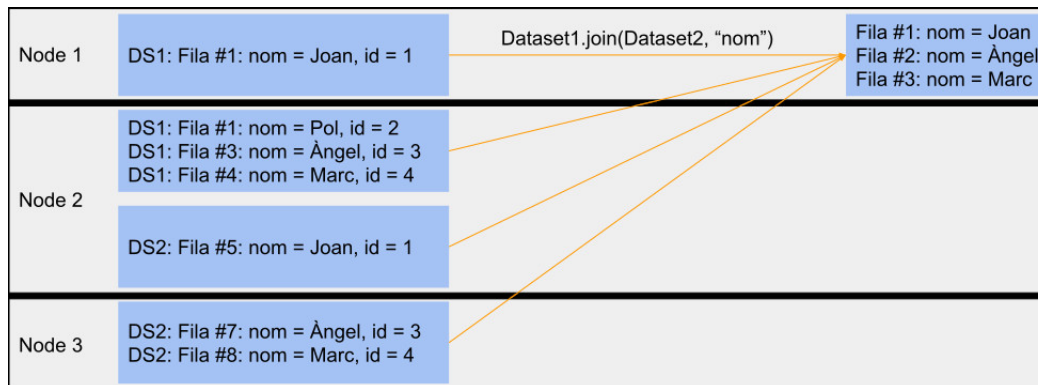 Node 1
DS1: Fila #1: nom = Joan, id = 1
Dataset1.join(Dataset2, “nom”)
Fila #1: nom = Joan
Fila #2: nom = Àngel
Fila #3: nom = Marc
Node 2
DS1: Fila #1: nom = Pol, id = 2
DS1: Fila #3: nom = Àngel, id = 3
DS1: Fila #4: nom = Marc, id = 4
DS2: Fila #5: nom = Joan, id = 1
Node 3
DS2: Fila #7: nom = Àngel, id = 3
DS2: Fila #8: nom = Marc, id = 4